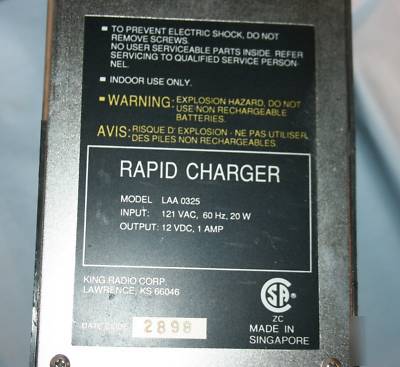 ■ TO PREVENT ELECTRIC SHOCK, DO NOT
REMOVE SCREWS.
NO USER SERVICEABLE PARTS INSIDE. REFER
SERVICING TO QUALIFIED SERVICE PERSON-
NEL.
■ INDOOR USE ONLY.
■ WARNING - EXPLOSION HAZARD, DO NOT
USE NON RECHARGEABLE
BATTERIES.
AVIS: RISQUE D' EXPLOSION - NE PAS UTILISER
DES PILES NON RECHARGEABLES.
RAPID CHARGER
MODEL LAA 0325
INPUT: 121 VAC, 60 Hz, 20 W
OUTPUT: 12 VDC, 1 AMP
KING RADIO CORP.
LAWRENCE, KS 66046
DATE CODE 2898
CSA
ZC
MADE IN
SINGAPORE